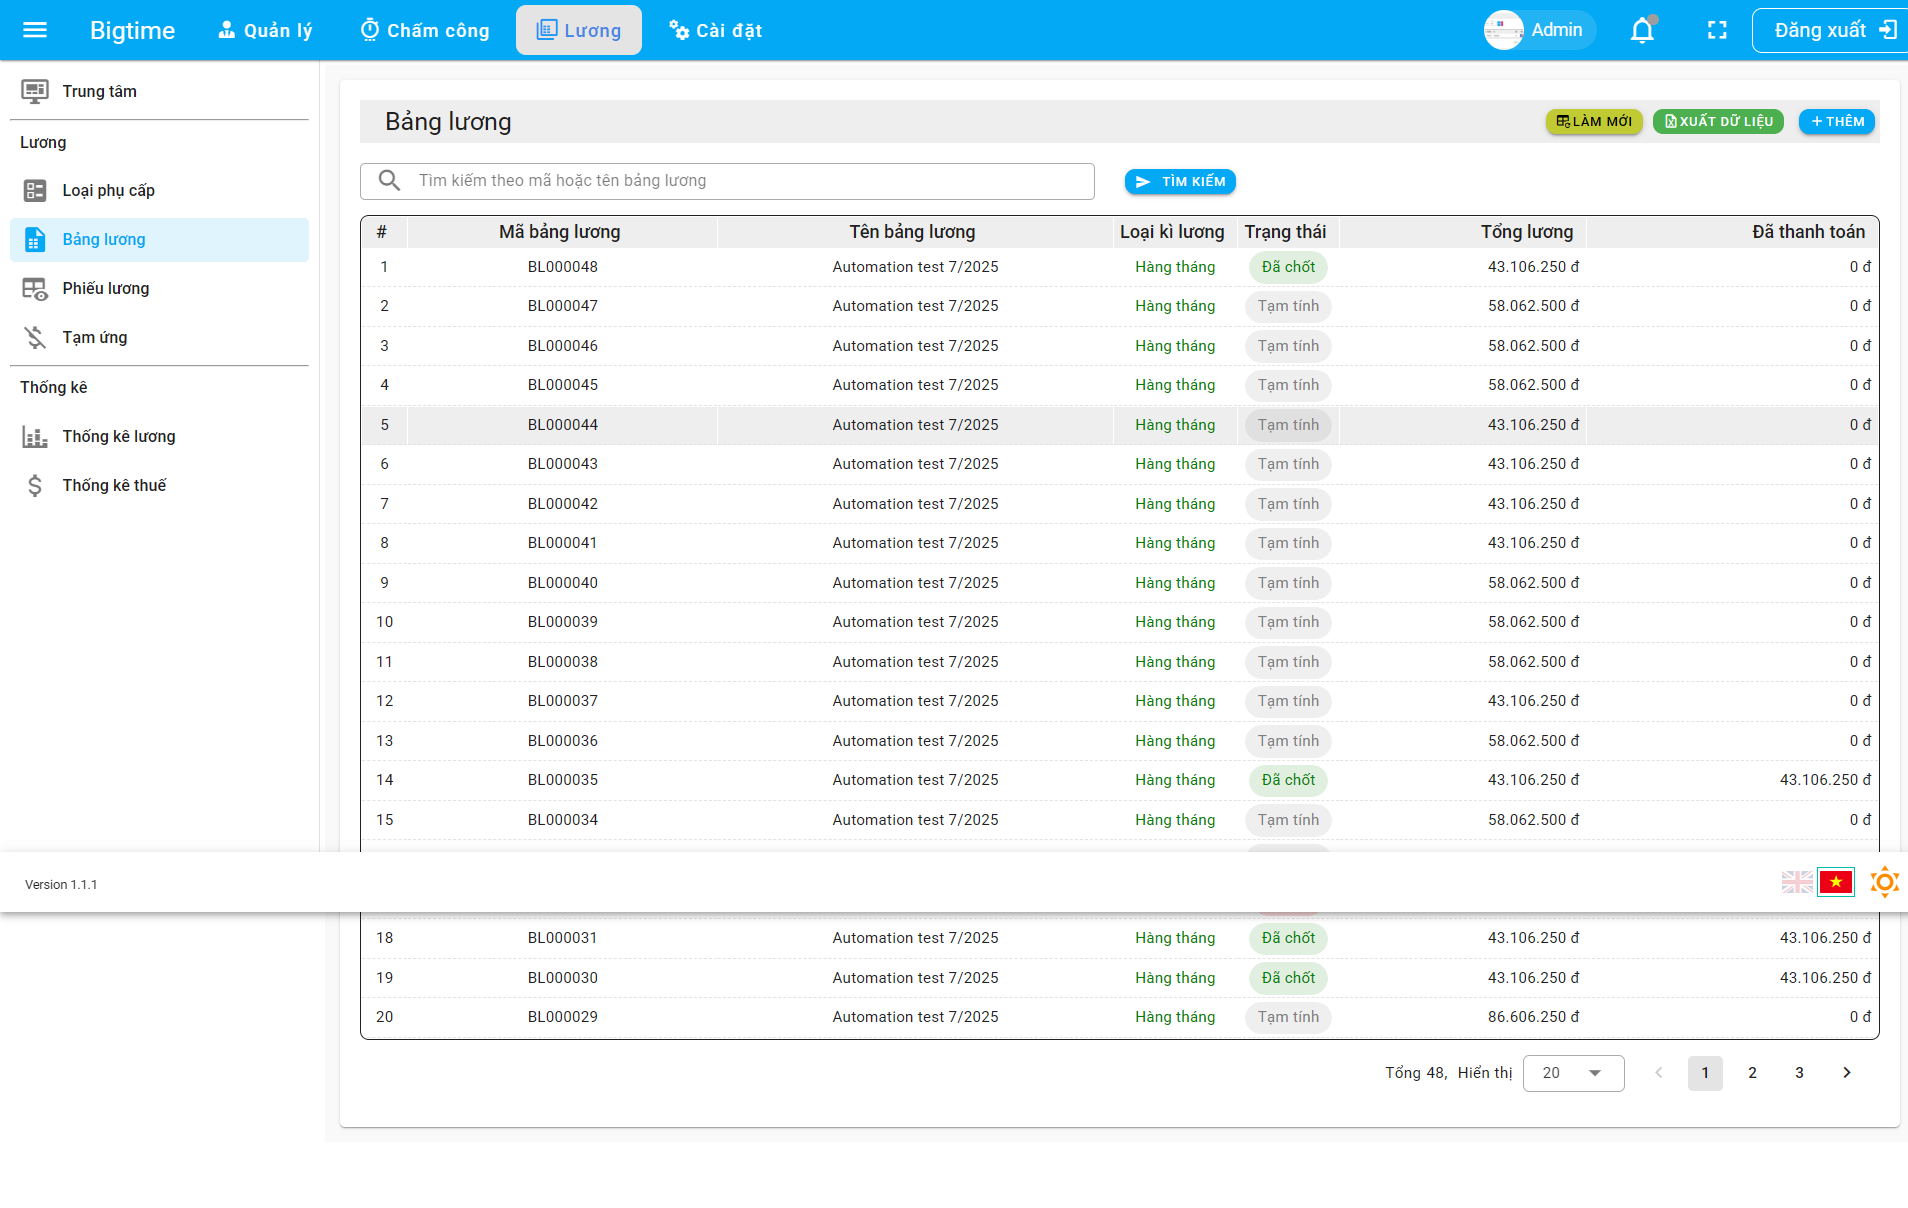 Bigtime Quản lý Chấm công Lương Cài đặt Admin Đăng xuất
Trung tâm
Lương
Loại phụ cấp
Bảng lương
Phiếu lương
Tạm ứng
Thống kê
Thống kê lương
Thống kê thuế
Bảng lương LÀM MỚI XUẤT DỮ LIỆU + THÊM
Tìm kiếm theo mã hoặc tên bảng lương TÌM KIẾM
# Mã bảng lương Tên bảng lương Loại kì lương Trạng thái Tổng lương Đã thanh toán
1 BL000048 Automation test 7/2025 Hàng tháng Đã chốt 43.106.250 đ 0 đ
2 BL000047 Automation test 7/2025 Hàng tháng Tạm tính 58.062.500 đ 0 đ
3 BL000046 Automation test 7/2025 Hàng tháng Tạm tính 58.062.500 đ 0 đ
4 BL000045 Automation test 7/2025 Hàng tháng Tạm tính 58.062.500 đ 0 đ
5 BL000044 Automation test 7/2025 Hàng tháng Tạm tính 43.106.250 đ 0 đ
6 BL000043 Automation test 7/2025 Hàng tháng Tạm tính 43.106.250 đ 0 đ
7 BL000042 Automation test 7/2025 Hàng tháng Tạm tính 43.106.250 đ 0 đ
8 BL000041 Automation test 7/2025 Hàng tháng Tạm tính 43.106.250 đ 0 đ
9 BL000040 Automation test 7/2025 Hàng tháng Tạm tính 58.062.500 đ 0 đ
10 BL000039 Automation test 7/2025 Hàng tháng Tạm tính 58.062.500 đ 0 đ
11 BL000038 Automation test 7/2025 Hàng tháng Tạm tính 58.062.500 đ 0 đ
12 BL000037 Automation test 7/2025 Hàng tháng Tạm tính 43.106.250 đ 0 đ
13 BL000036 Automation test 7/2025 Hàng tháng Tạm tính 58.062.500 đ 0 đ
14 BL000035 Automation test 7/2025 Hàng tháng Đã chốt 43.106.250 đ 43.106.250 đ
15 BL000034 Automation test 7/2025 Hàng tháng Tạm tính 58.062.500 đ 0 đ
Version 1.1.1
18 BL000031 Automation test 7/2025 Hàng tháng Đã chốt 43.106.250 đ 43.106.250 đ
19 BL000030 Automation test 7/2025 Hàng tháng Đã chốt 43.106.250 đ 43.106.250 đ
20 BL000029 Automation test 7/2025 Hàng tháng Tạm tính 86.606.250 đ 0 đ
Tổng 48, Hiển thị 20 1 2 3